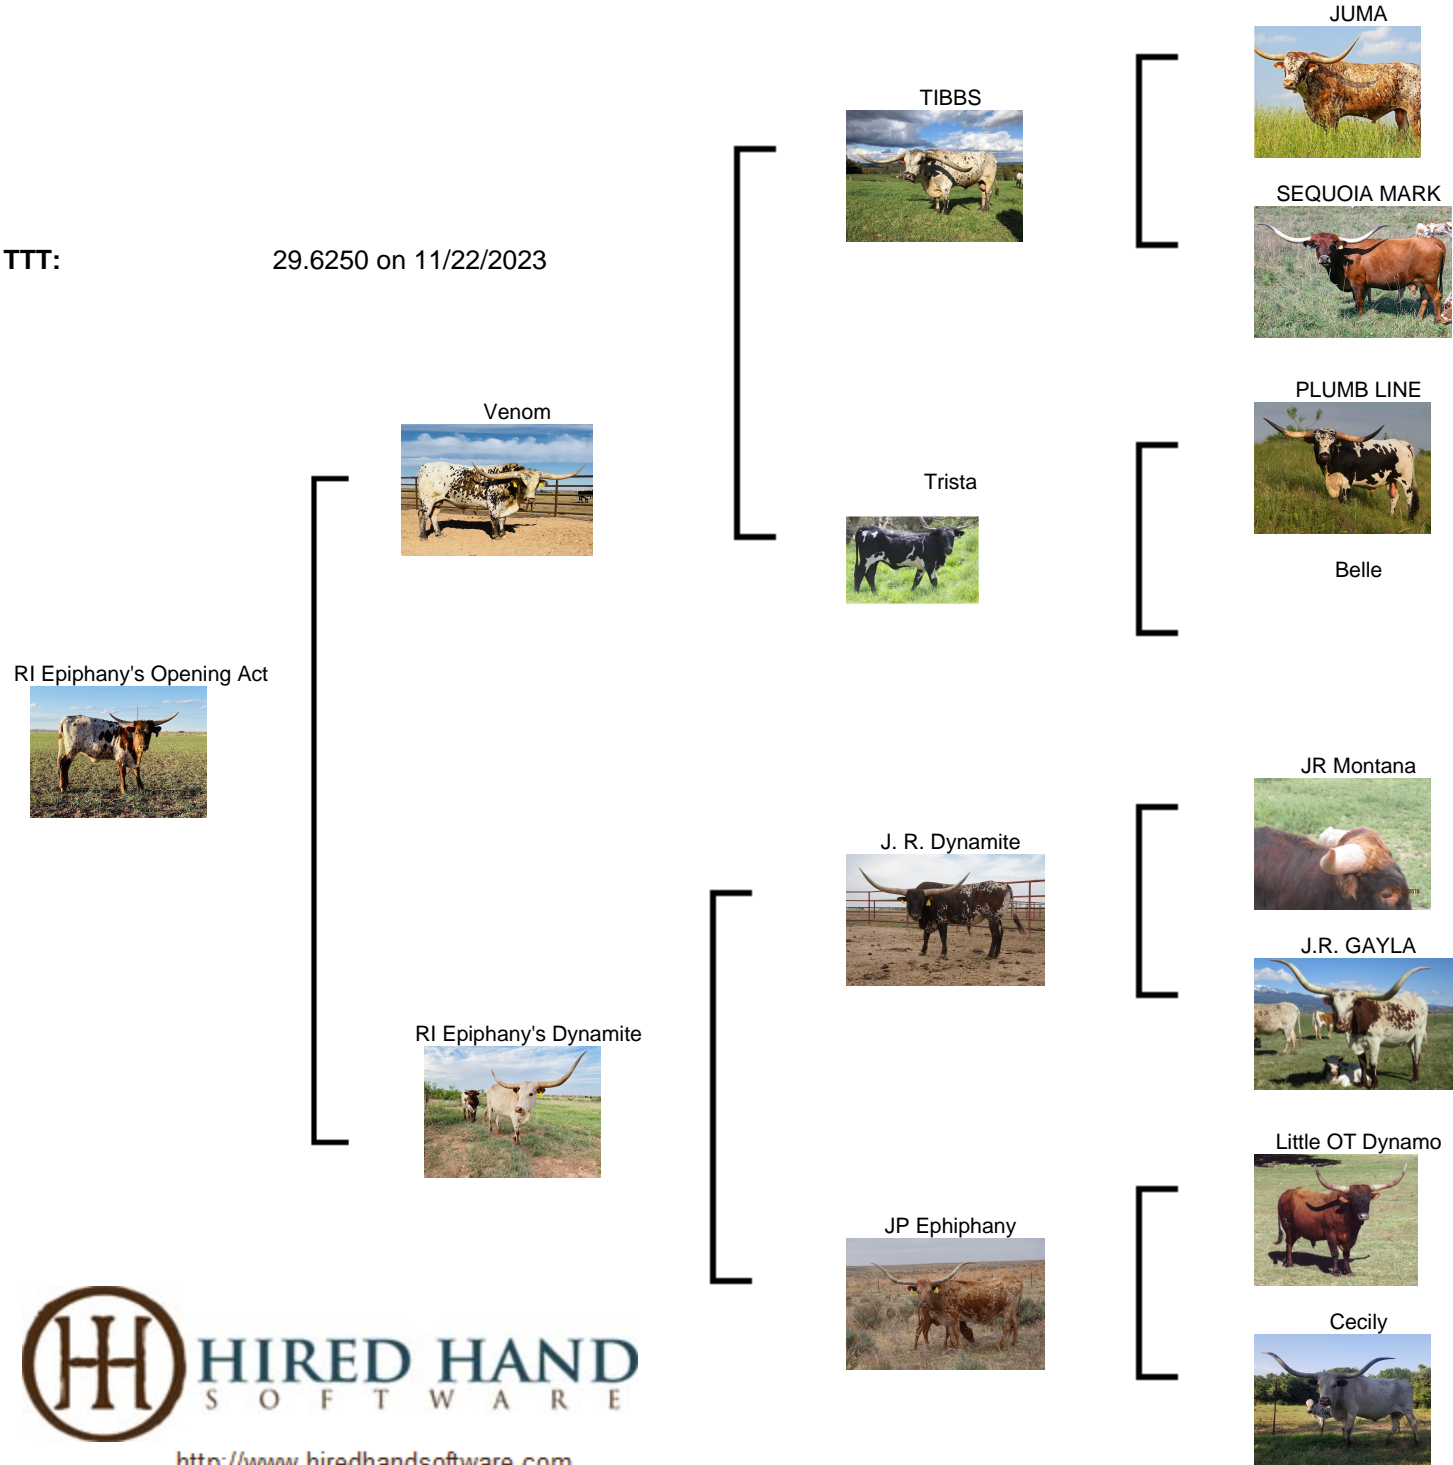 JUMA
TIBBS
SEQUOIA MARK
TTT: 29.6250 on 11/22/2023
PLUMB LINE
Venom
Trista
Belle
RI Epiphany's Opening Act
JR Montana
J. R. Dynamite
J.R. GAYLA
RI Epiphany's Dynamite
Little OT Dynamo
JP Ephiphany
Cecily
HIRED HAND
SOFTWARE
http://www.hiredhandsoftware.com